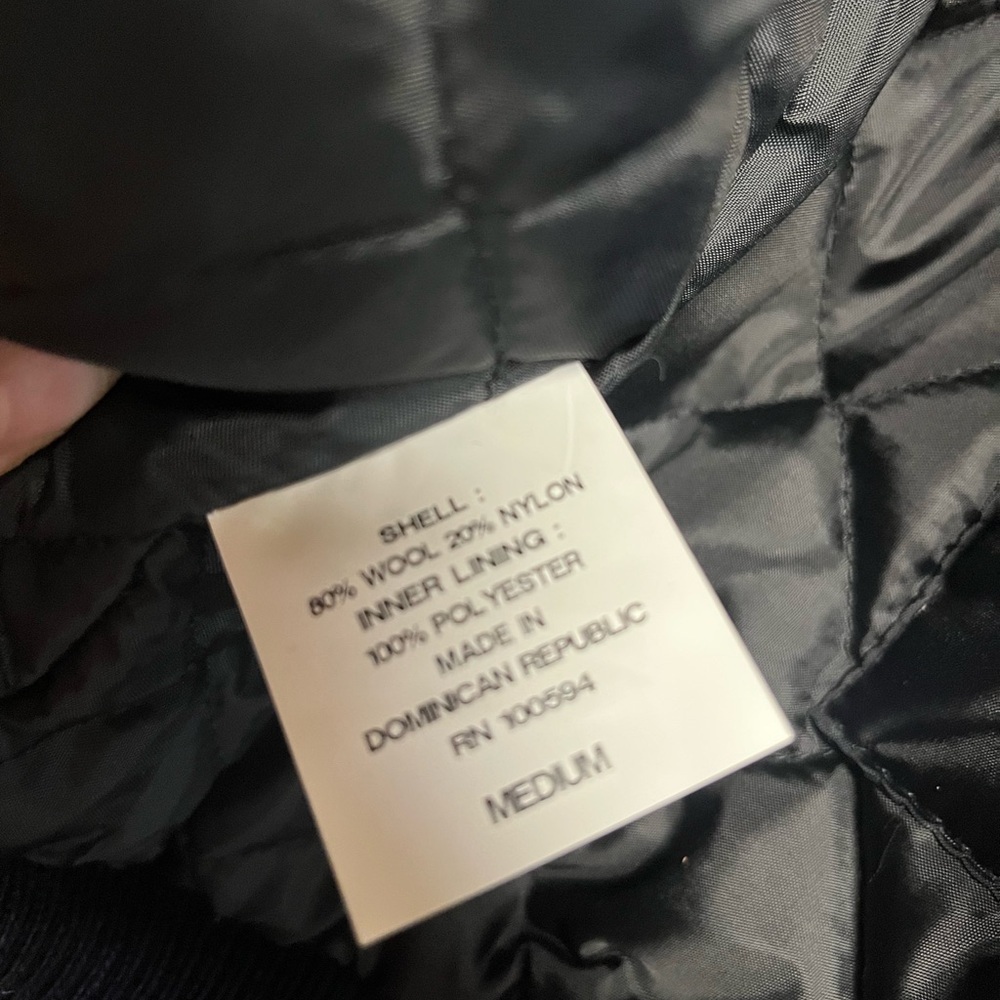 SHELL :
80% WOOL 20% NYLON
INNER LINING :
100% POLYESTER
MADE IN
DOMINICAN REPUBLIC
RN 100594
MEDIUM